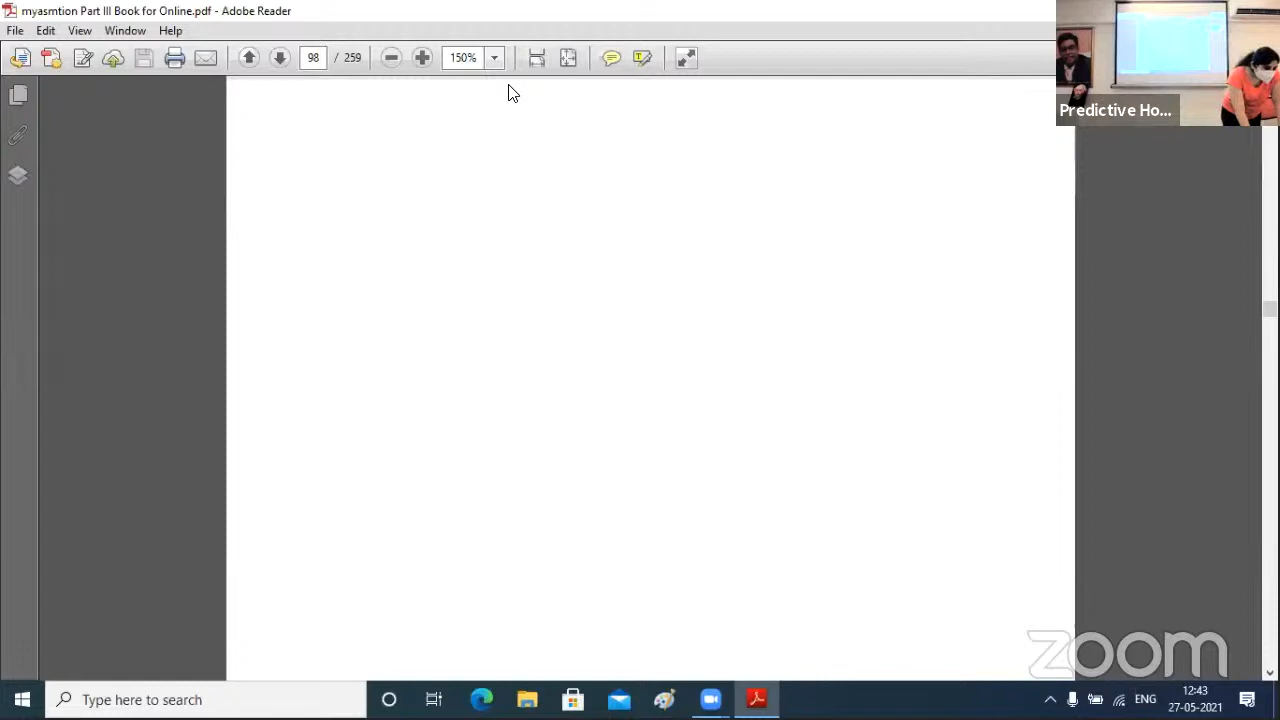 myasmtion Part III Book for Online.pdf - Adobe Reader
File Edit View Window Help
98 / 259 150%
Predictive Ho...
zoom
Type here to search
ENG
12:43
27-05-2021